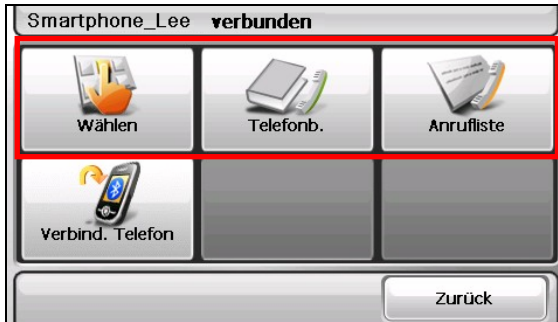 Smartphone_Lee verbunden
Wählen Telefonb. Anrufliste
Verbind. Telefon
Zurück